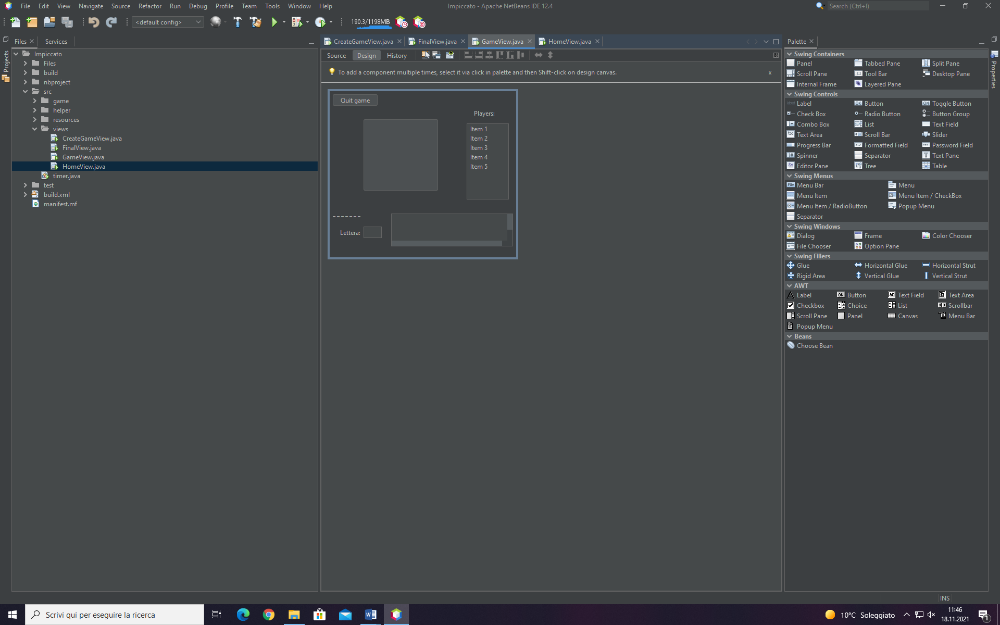 File Edit View Navigate Source Refactor Run Debug Profile Team Tools Window Help
Impiccato - Apache NetBeans IDE 12.4
Search (Ctrl+I)
<default config>
190.3/1198MB
Files
Services
Projects
Impiccato
Files
build
nbproject
src
game
helper
resources
views
CreateGameView.java
FinalView.java
GameView.java
HomeView.java
timer.java
test
build.xml
manifest.mf
CreateGameView.java FinalView.java GameView.java HomeView.java
Source Design History
To add a component multiple times, select it via click in palette and then Shift-click on design canvas.
x
Quit game
Players:
Item 1
Item 2
Item 3
Item 4
Item 5
_ _ _ _ _ _ _
Lettera:
Palette
Properties
Swing Containers
Panel Tabbed Pane Split Pane
Scroll Pane Tool Bar Desktop Pane
Internal Frame Layered Pane
Swing Controls
Label Button Toggle Button
Check Box Radio Button Button Group
Combo Box List Text Field
Text Area Scroll Bar Slider
Progress Bar Formatted Field Password Field
Spinner Separator Text Pane
Editor Pane Tree Table
Swing Menus
Menu Bar Menu
Menu Item Menu Item / CheckBox
Menu Item / RadioButton Popup Menu
Separator
Swing Windows
Dialog Frame Color Chooser
File Chooser Option Pane
Swing Fillers
Glue Horizontal Glue Horizontal Strut
Rigid Area Vertical Glue Vertical Strut
AWT
Label Button Text Field Text Area
Checkbox Choice List Scrollbar
Scroll Pane Panel Canvas Menu Bar
Popup Menu
Beans
Choose Bean
INS
Scrivi qui per eseguire la ricerca
10°C Soleggiato
11:46
18.11.2021
1